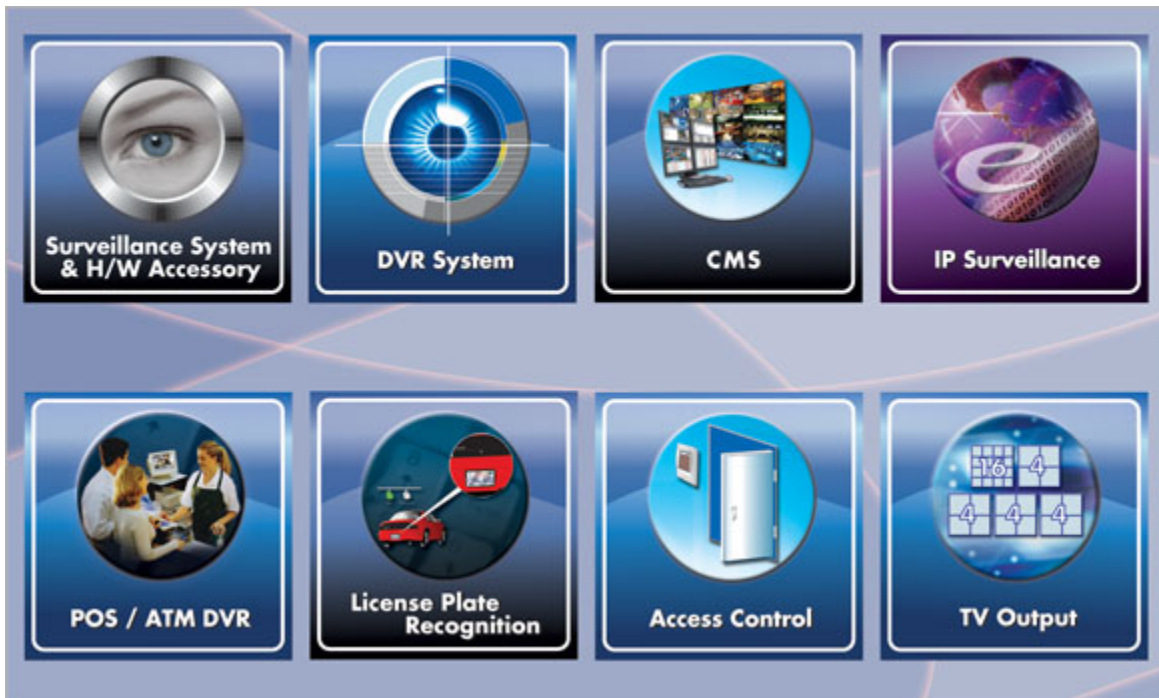 Surveillance System
& H/W Accessory
DVR System
CMS
e
IP Surveillance
POS / ATM DVR
License Plate
Recognition
Access Control
16 4
4 4 4
TV Output